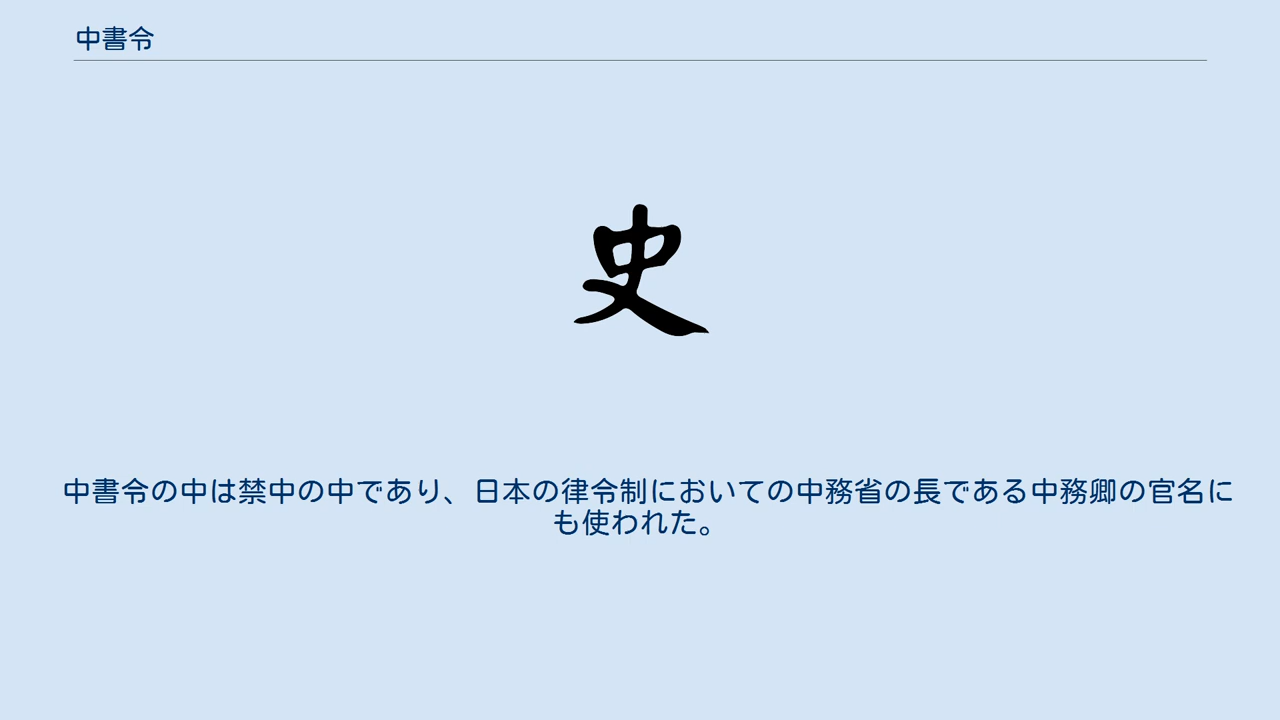 中書令
史
中書令の中は禁中の中であり、日本の律令制においての中務省の長である中務卿の官名に
も使われた。